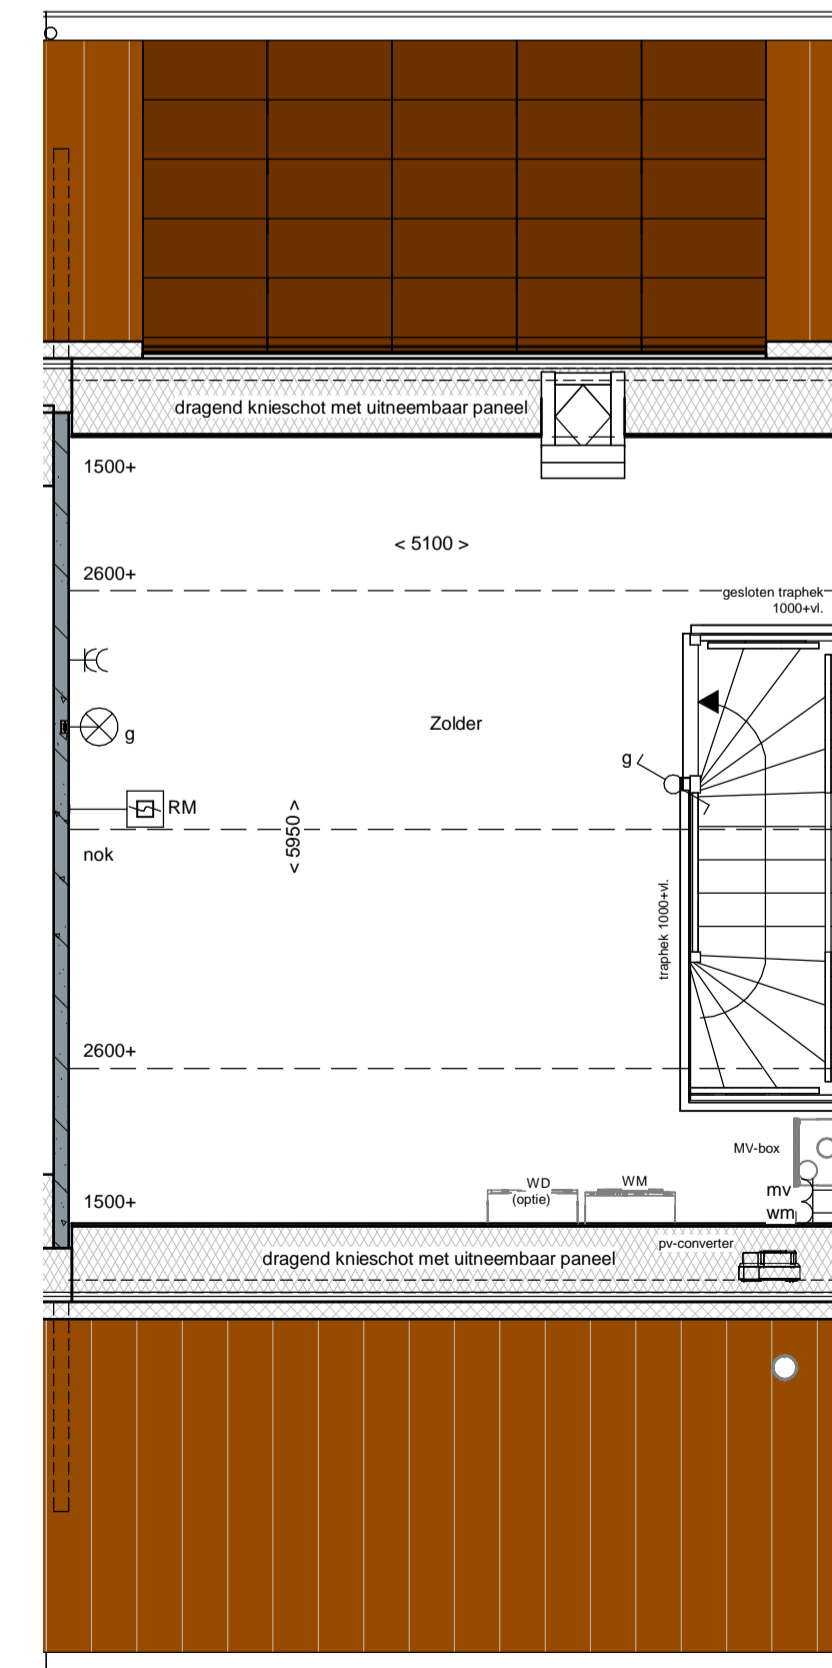 dragend knieschot met uitneembaar paneel
1500+
< 5100 >
2600+
gesloten traphek
1000+vl.
Zolder
g
g
RM
< 5950 >
nok
traphek 1000+vl.
2600+
MV-box
WD
(optie)
WM
mv
wm
1500+
pv-converter
dragend knieschot met uitneembaar paneel